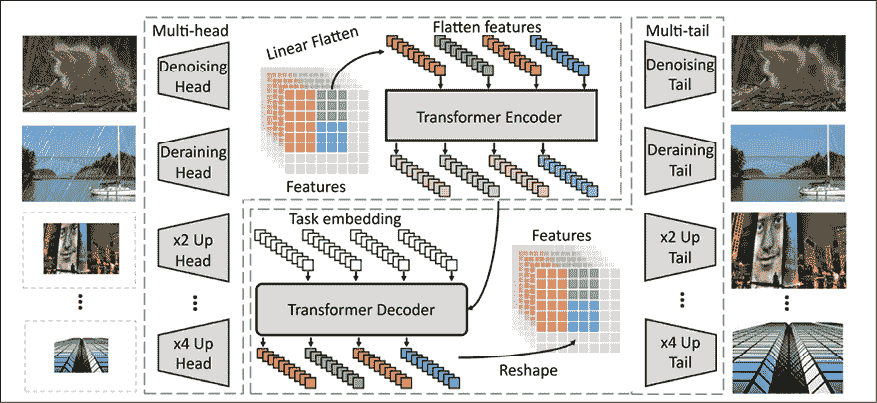 Multi-head
Denoising
Head
Deraining
Head
x2 Up
Head
x4 Up
Head
Linear Flatten
Features
Flatten features
Transformer Encoder
Task embedding
Transformer Decoder
Features
Reshape
Multi-tail
Denoising
Tail
Deraining
Tail
x2 Up
Tail
x4 Up
Tail